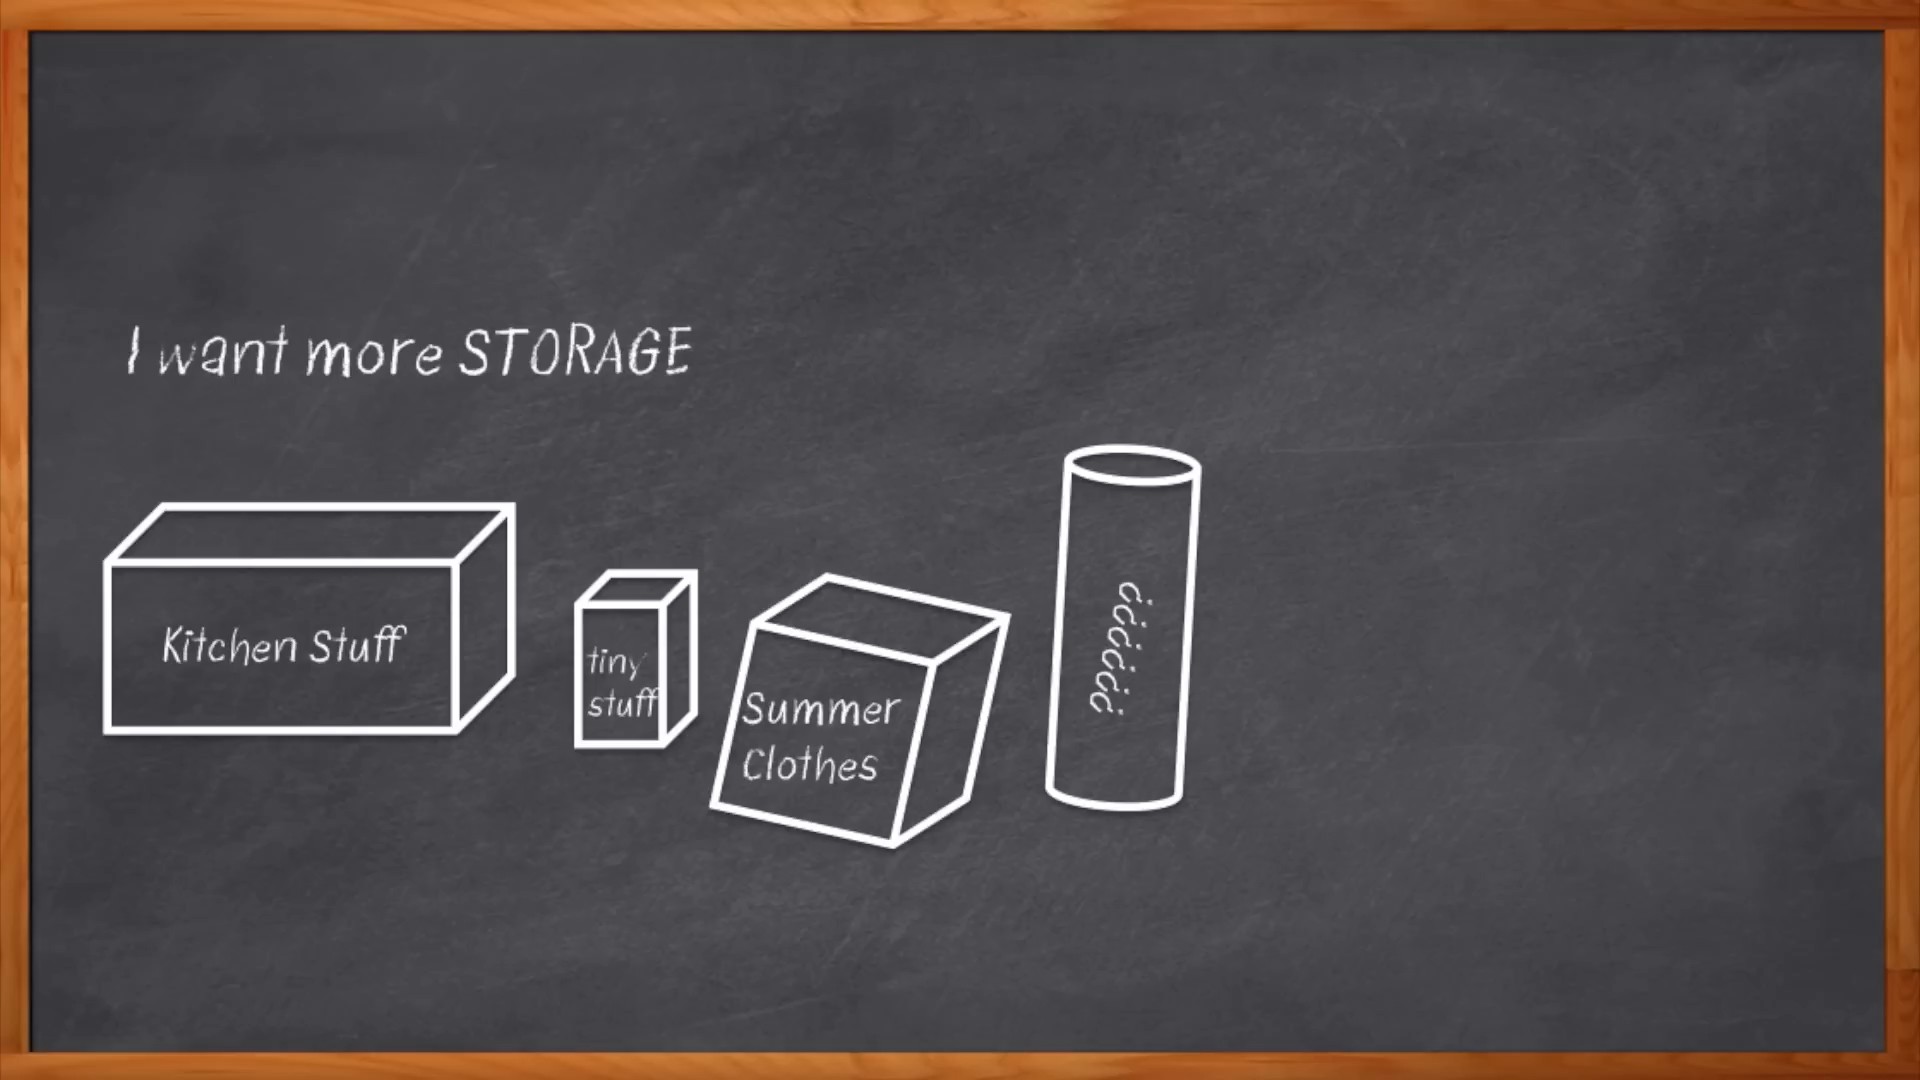 I want more STORAGE
Kitchen Stuff
tiny
stuff
Summer
Clothes
??????